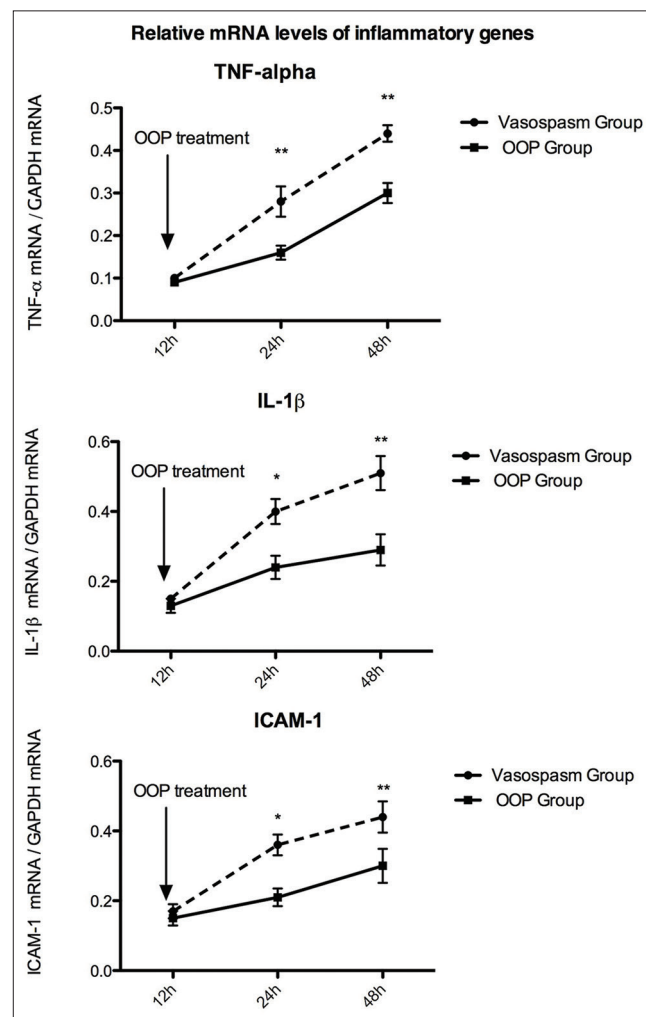 Relative mRNA levels of inflammatory genes
TNF-alpha
TNF-α mRNA / GAPDH mRNA
0.5
0.4
0.3
0.2
0.1
0.0
OOP treatment
**
**
Vasospasm Group
OOP Group
12h
24h
48h
IL-1β
IL-1β mRNA / GAPDH mRNA
0.6
0.4
0.2
0.0
OOP treatment
*
**
Vasospasm Group
OOP Group
12h
24h
48h
ICAM-1
ICAM-1 mRNA / GAPDH mRNA
0.6
0.4
0.2
0.0
OOP treatment
*
**
Vasospasm Group
OOP Group
12h
24h
48h